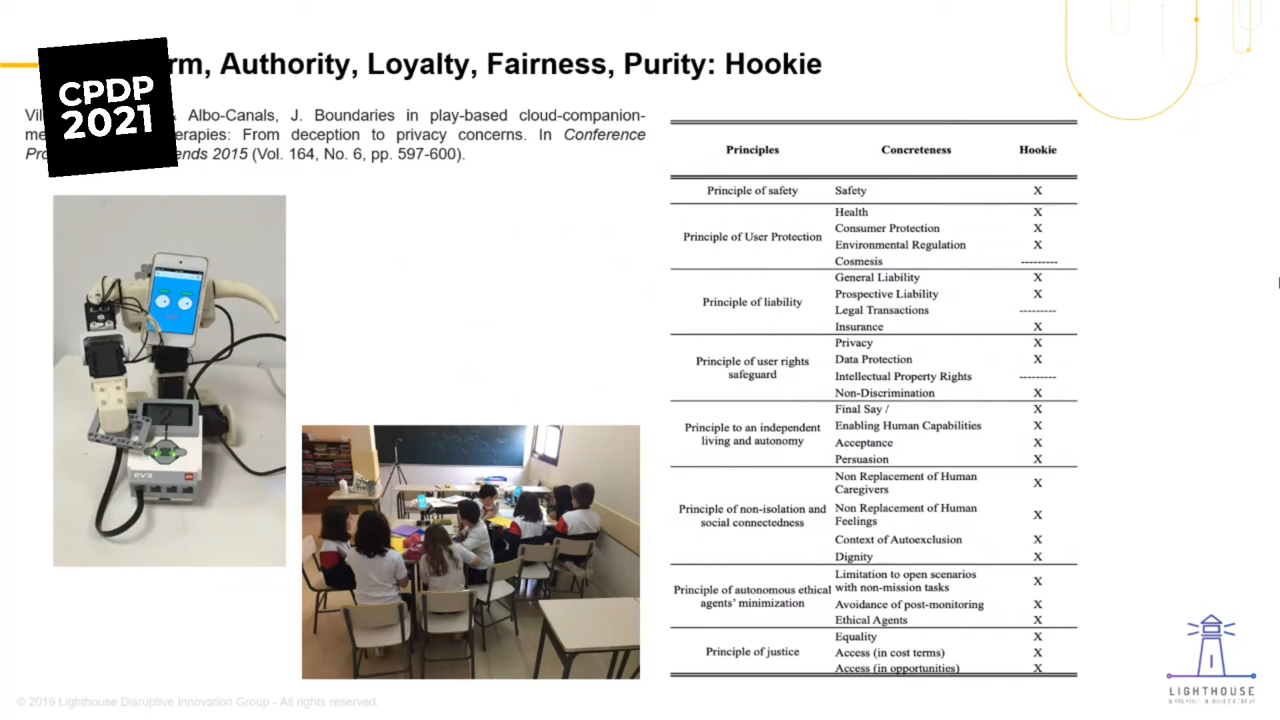 CPDP
2021
rm, Authority, Loyalty, Fairness, Purity: Hookie
Vil & Albo-Canals, J. Boundaries in play-based cloud-companion-
me erapies: From deception to privacy concerns. In Conference
Pro ends 2015 (Vol. 164, No. 6, pp. 597-600).
Principles Concreteness Hookie
Principle of safety Safety X
Health X
Principle of User Protection Consumer Protection X
Environmental Regulation X
Cosmesis ---------
General Liability X
Principle of liability Prospective Liability X
Legal Transactions ---------
Insurance X
Privacy X
Principle of user rights safeguard Data Protection X
Intellectual Property Rights ---------
Non-Discrimination X
Final Say / X
Principle to an independent living and autonomy Enabling Human Capabilities X
Acceptance X
Persuasion X
Non Replacement of Human Caregivers X
Principle of non-isolation and social connectedness Non Replacement of Human Feelings X
Context of Autoexclusion X
Dignity X
Limitation to open scenarios with non-mission tasks X
Principle of autonomous ethical agents' minimization Avoidance of post-monitoring X
Ethical Agents X
Equality X
Principle of justice Access (in cost terms) X
Access (in opportunities) X
2
EV3
LIGHTHOUSE
© 2019 Lighthouse Disruptive Innovation Group - All rights reserved.